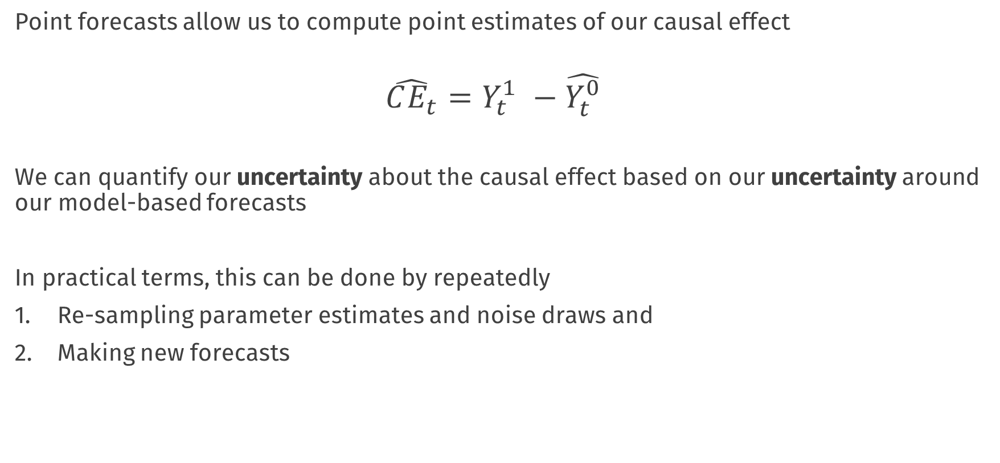 Point forecasts allow us to compute point estimates of our causal effect
$\widehat{CE}_t = Y_t^1 - \widehat{Y_t^0}$
We can quantify our uncertainty about the causal effect based on our uncertainty around
our model-based forecasts
In practical terms, this can be done by repeatedly
1. Re-sampling parameter estimates and noise draws and
2. Making new forecasts